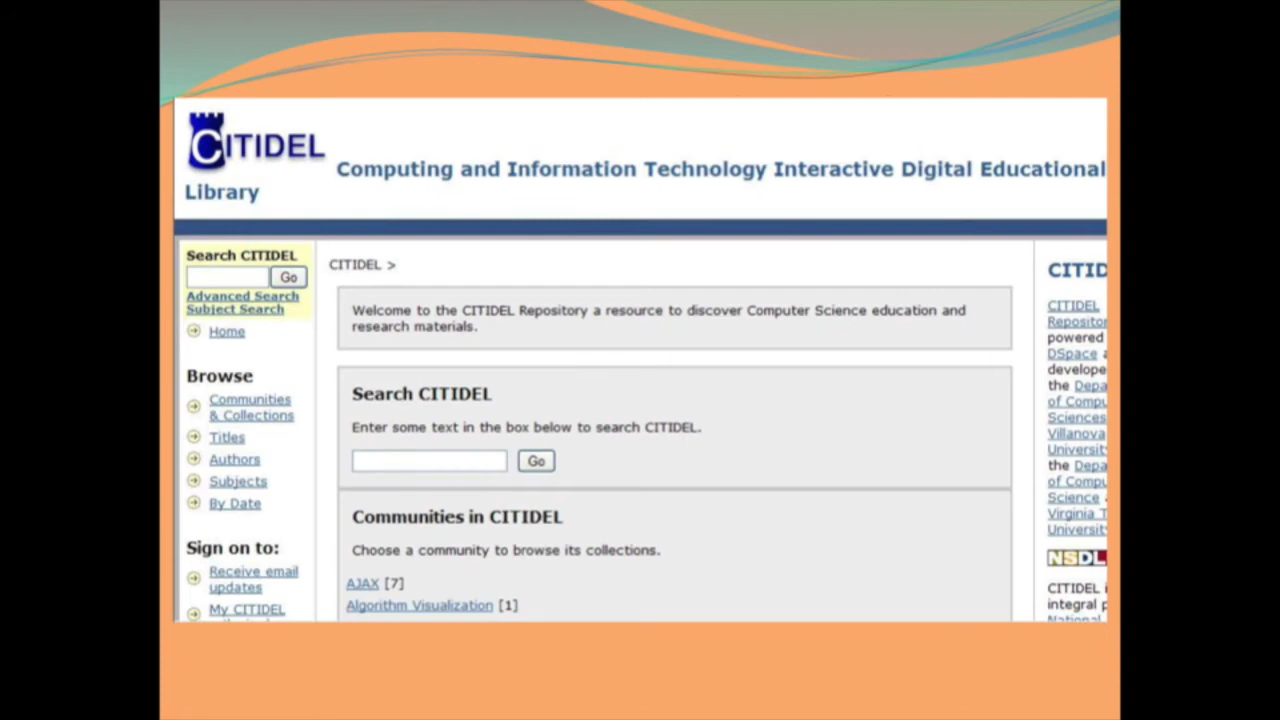 CITIDEL
Computing and Information Technology Interactive Digital Educational
Library
Search CITIDEL
Go
Advanced Search
Subject Search
Home
Browse
Communities
& Collections
Titles
Authors
Subjects
By Date
Sign on to:
Receive email
updates
My CITIDEL
CITIDEL >
Welcome to the CITIDEL Repository a resource to discover Computer Science education and
research materials.
Search CITIDEL
Enter some text in the box below to search CITIDEL.
Go
Communities in CITIDEL
Choose a community to browse its collections.
AJAX [7]
Algorithm Visualization [1]
CITID
CITIDEL
Repositor
powered
DSpace a
develope
the Depa
of Compu
Sciences
Villanova
Universit
the Depa
of Compu
Science a
Virginia T
Universit
NSDL
CITIDEL i
integral p
National